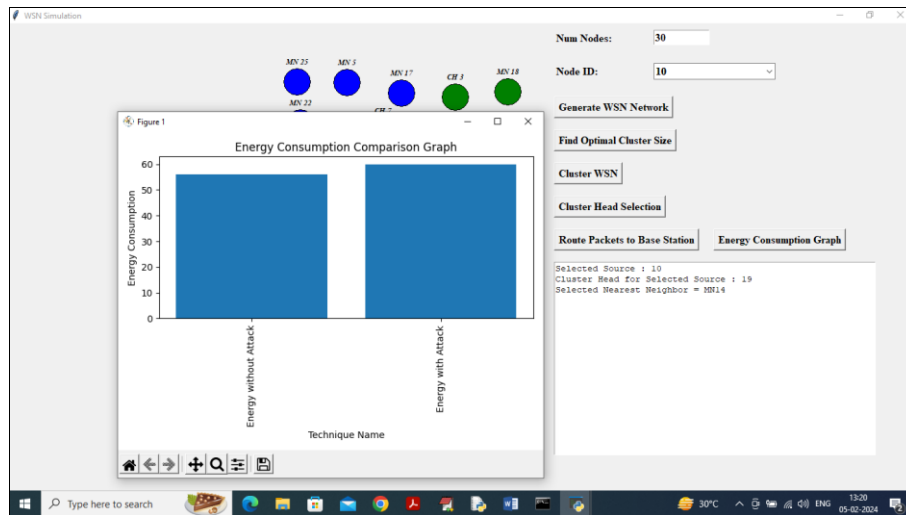 WSN Simulation
Num Nodes: 30
MN 25 MN 5 MN 17 CH 3 MN 18
Node ID: 10
MN 22
Generate WSN Network
Figure 1
Find Optimal Cluster Size
Energy Consumption Comparison Graph
Cluster WSN
Cluster Head Selection
Route Packets to Base Station Energy Consumption Graph
Selected Source : 10
Cluster Head for Selected Source : 19
Selected Nearest Neighbor = MN14
60
50
40
30
20
10
0
Energy Consumption
Energy without Attack
Energy with Attack
Technique Name
Type here to search
30°C ENG 13:20
05-02-2024
2